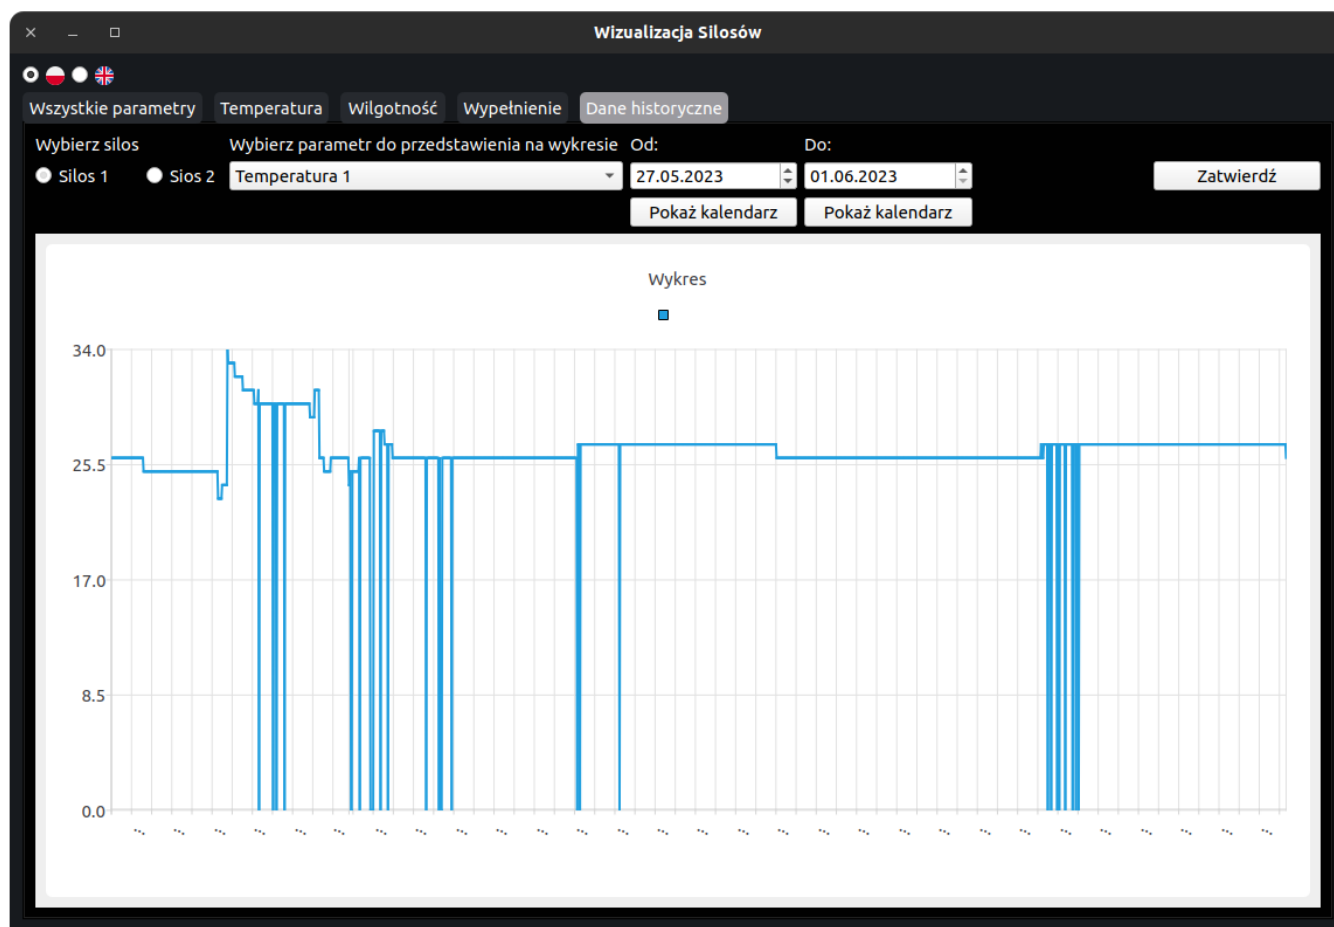 Wizualizacja Silosów
Wszystkie parametry Temperatura Wilgotność Wypełnienie Dane historyczne
Wybierz silos Wybierz parametr do przedstawienia na wykresie Od: Do:
Silos 1 Sios 2 Temperatura 1 27.05.2023 01.06.2023 Zatwierdź
Pokaż kalendarz Pokaż kalendarz
Wykres
34.0
25.5
17.0
8.5
0.0